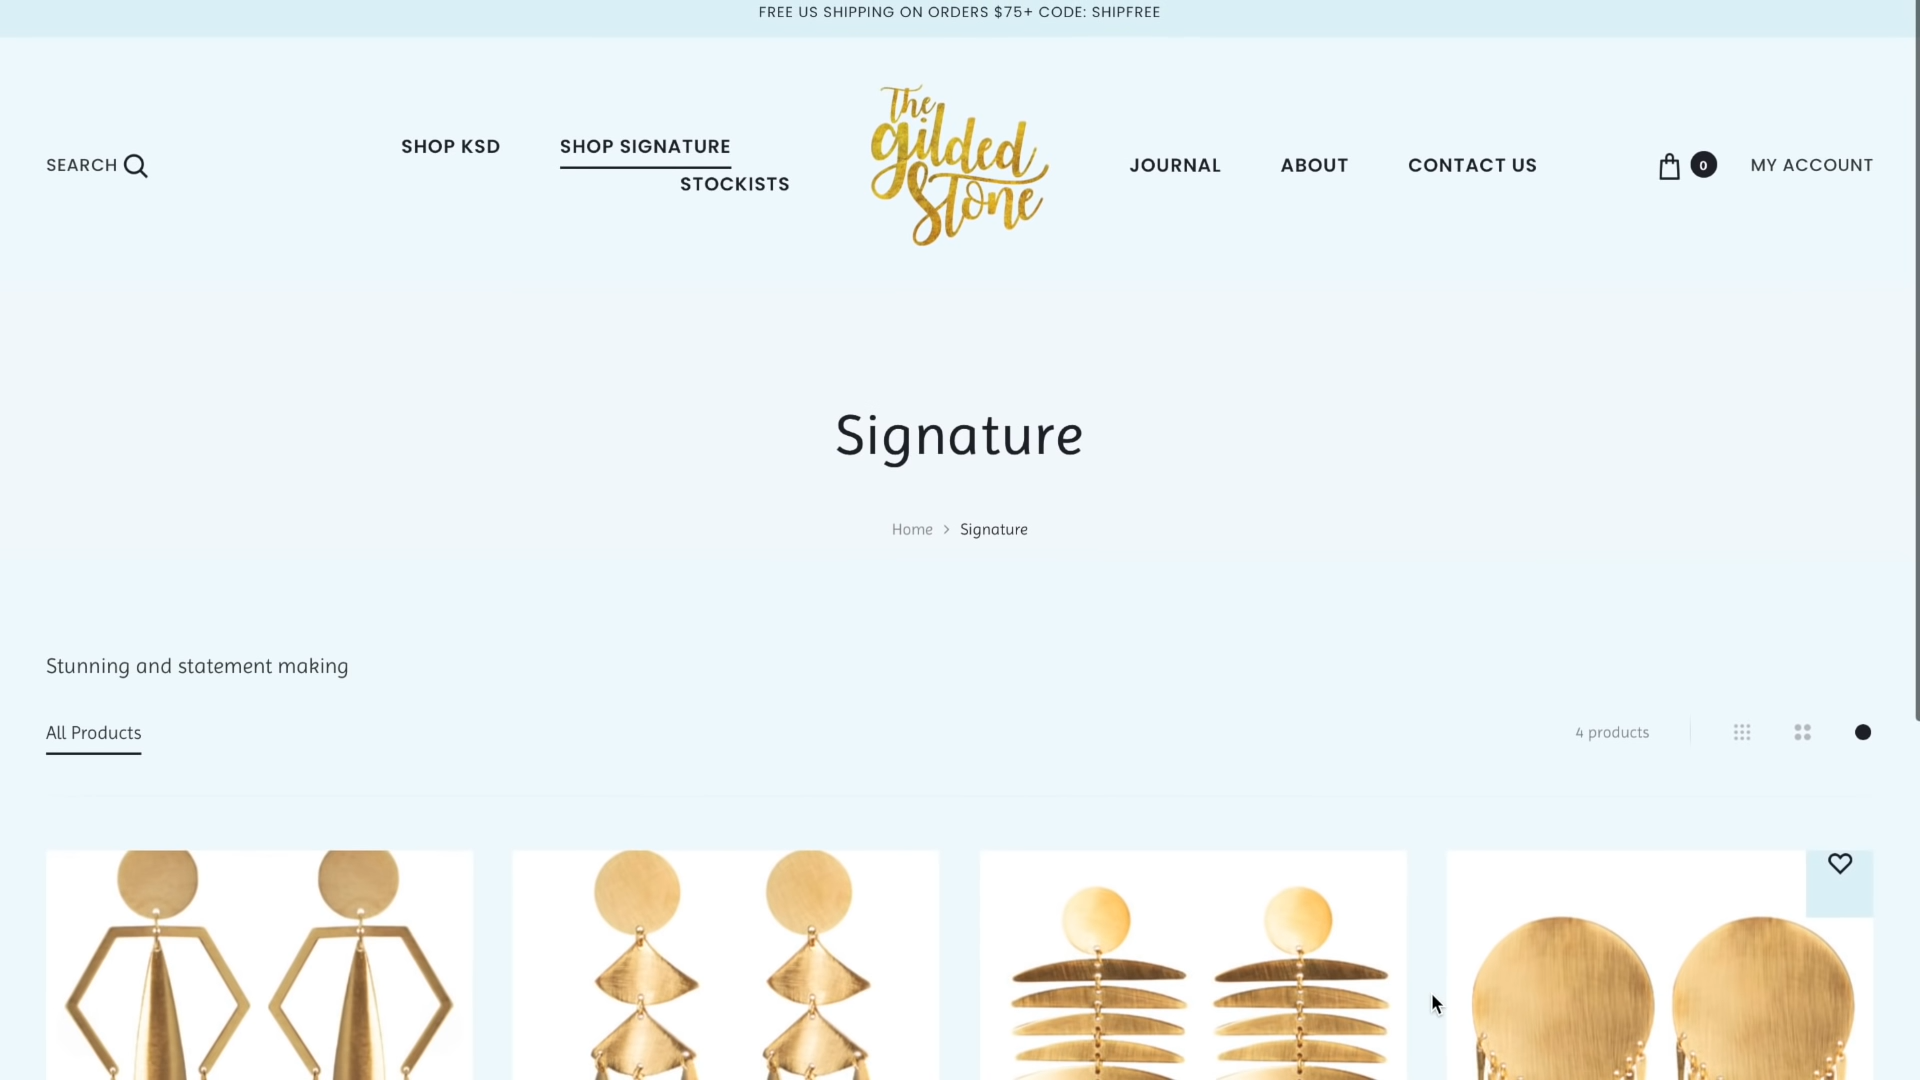 FREE US SHIPPING ON ORDERS $75+ CODE: SHIPFREE
SEARCH
SHOP KSD
SHOP SIGNATURE
STOCKISTS
The
gilded
Stone
JOURNAL
ABOUT
CONTACT US
0
MY ACCOUNT
Signature
Home > Signature
Stunning and statement making
All Products
4 products